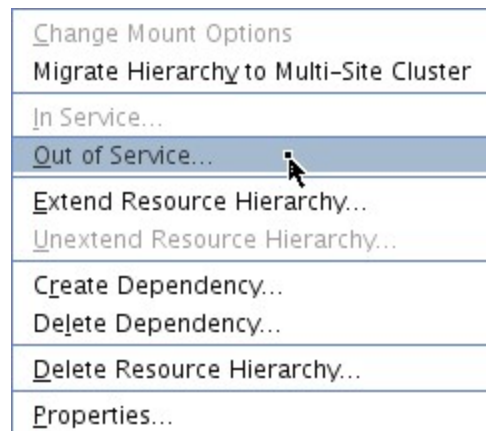 Change Mount Options
Migrate Hierarchy to Multi-Site Cluster
In Service...
Out of Service...
Extend Resource Hierarchy...
Unextend Resource Hierarchy...
Create Dependency...
Delete Dependency...
Delete Resource Hierarchy...
Properties...